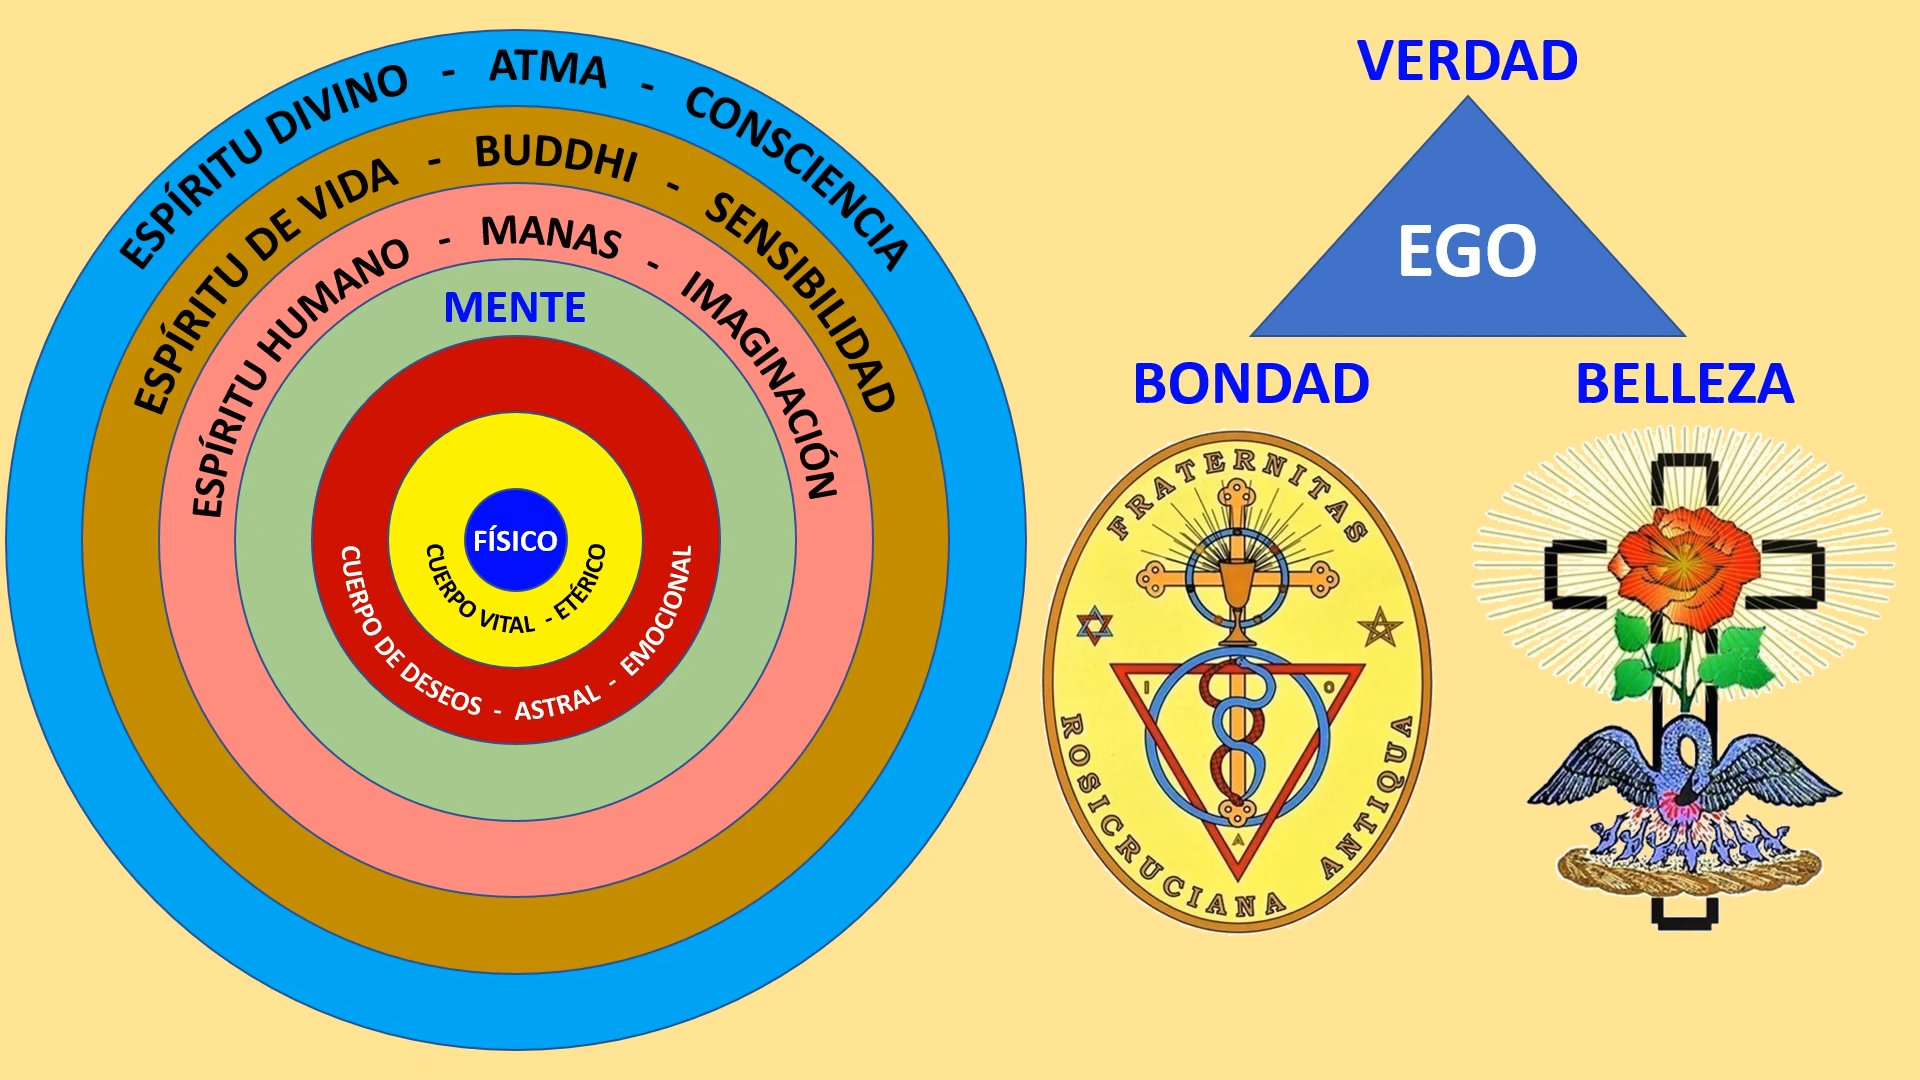 ESPÍRITU DIVINO - ATMA - CONSCIENCIA
ESPÍRITU DE VIDA - BUDDHI - SENSIBILIDAD
ESPÍRITU HUMANO - MANAS - IMAGINACIÓN
MENTE
FÍSICO
CUERPO VITAL - ETÉRICO
CUERPO DE DESEOS - ASTRAL - EMOCIONAL
VERDAD
EGO
BONDAD
BELLEZA
FRATERNITAS
I O
A
ROSICRUCIANA ANTIQUA